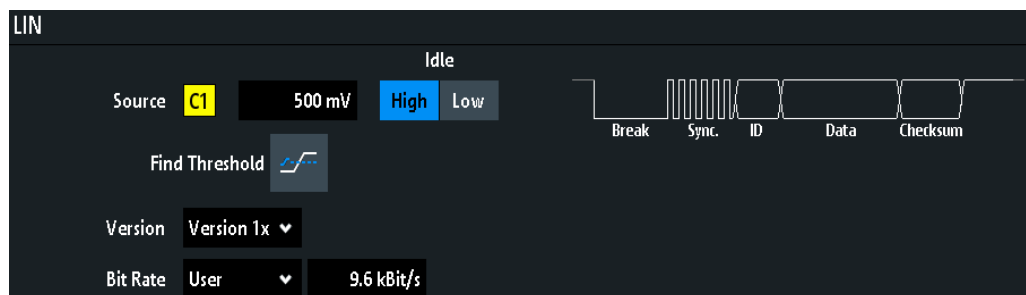 LIN
Idle
Source C1 500 mV High Low
Break Sync. ID Data Checksum
Find Threshold
Version Version 1x
Bit Rate User 9.6 kBit/s